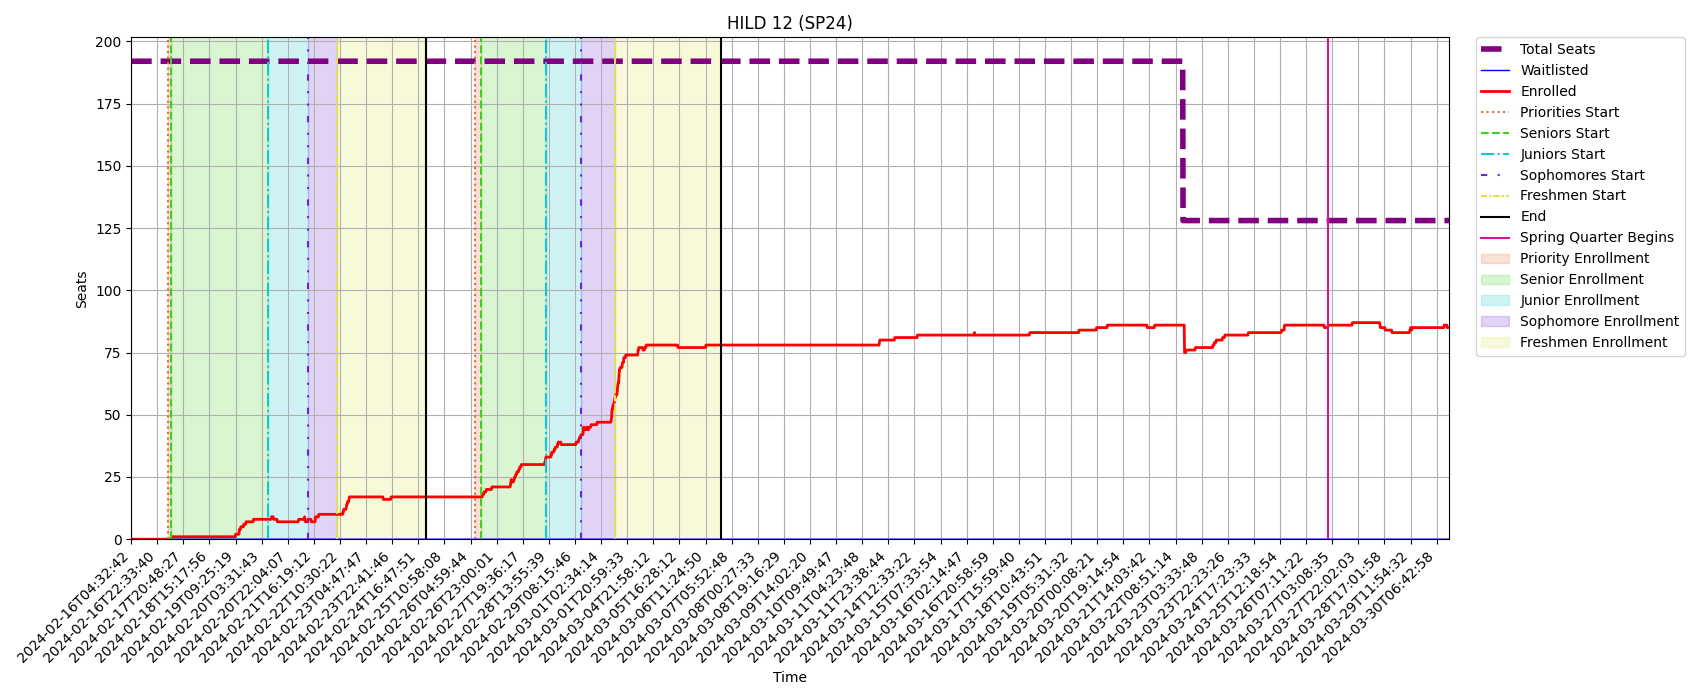 HILD 12 (SP24)
Seats
200
175
150
125
100
75
50
25
0
2024-02-16T04:32:42
2024-02-16T22:33:40
2024-02-17T20:48:27
2024-02-18T15:17:56
2024-02-19T09:25:19
2024-02-20T03:31:43
2024-02-20T22:04:07
2024-02-21T16:19:12
2024-02-22T10:30:22
2024-02-23T04:47:47
2024-02-23T22:41:46
2024-02-24T16:47:51
2024-02-25T10:58:08
2024-02-26T04:59:44
2024-02-26T23:00:01
2024-02-27T19:36:17
2024-02-28T13:55:39
2024-02-29T08:15:46
2024-03-01T02:34:14
2024-03-01T20:59:33
2024-03-04T21:58:12
2024-03-05T16:28:12
2024-03-06T11:24:50
2024-03-07T05:52:48
2024-03-08T00:27:33
2024-03-08T19:16:29
2024-03-09T14:02:20
2024-03-10T09:49:47
2024-03-11T04:23:48
2024-03-11T23:38:44
2024-03-14T12:33:22
2024-03-15T07:33:54
2024-03-16T02:14:47
2024-03-16T20:58:59
2024-03-17T15:59:40
2024-03-18T10:43:51
2024-03-19T05:31:32
2024-03-20T00:08:21
2024-03-20T19:14:54
2024-03-21T14:03:42
2024-03-22T08:51:14
2024-03-23T03:33:48
2024-03-23T22:23:26
2024-03-24T17:23:33
2024-03-25T12:18:54
2024-03-26T07:11:22
2024-03-27T03:08:35
2024-03-27T22:02:03
2024-03-28T17:01:58
2024-03-29T11:54:32
2024-03-30T06:42:58
Time
Total Seats
Waitlisted
Enrolled
Priorities Start
Seniors Start
Juniors Start
Sophomores Start
Freshmen Start
End
Spring Quarter Begins
Priority Enrollment
Senior Enrollment
Junior Enrollment
Sophomore Enrollment
Freshmen Enrollment